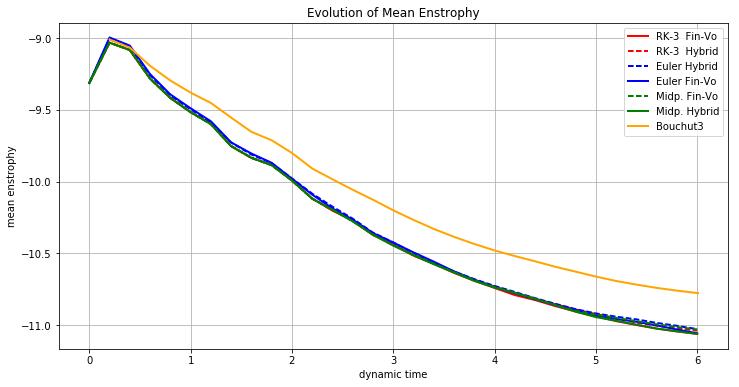 Evolution of Mean Enstrophy
mean enstrophy
−9.0
−9.5
−10.0
−10.5
−11.0
RK-3 Fin-Vo
RK-3 Hybrid
Euler Hybrid
Euler Fin-Vo
Midp. Fin-Vo
Midp. Hybrid
Bouchut3
0 1 2 3 4 5 6
dynamic time